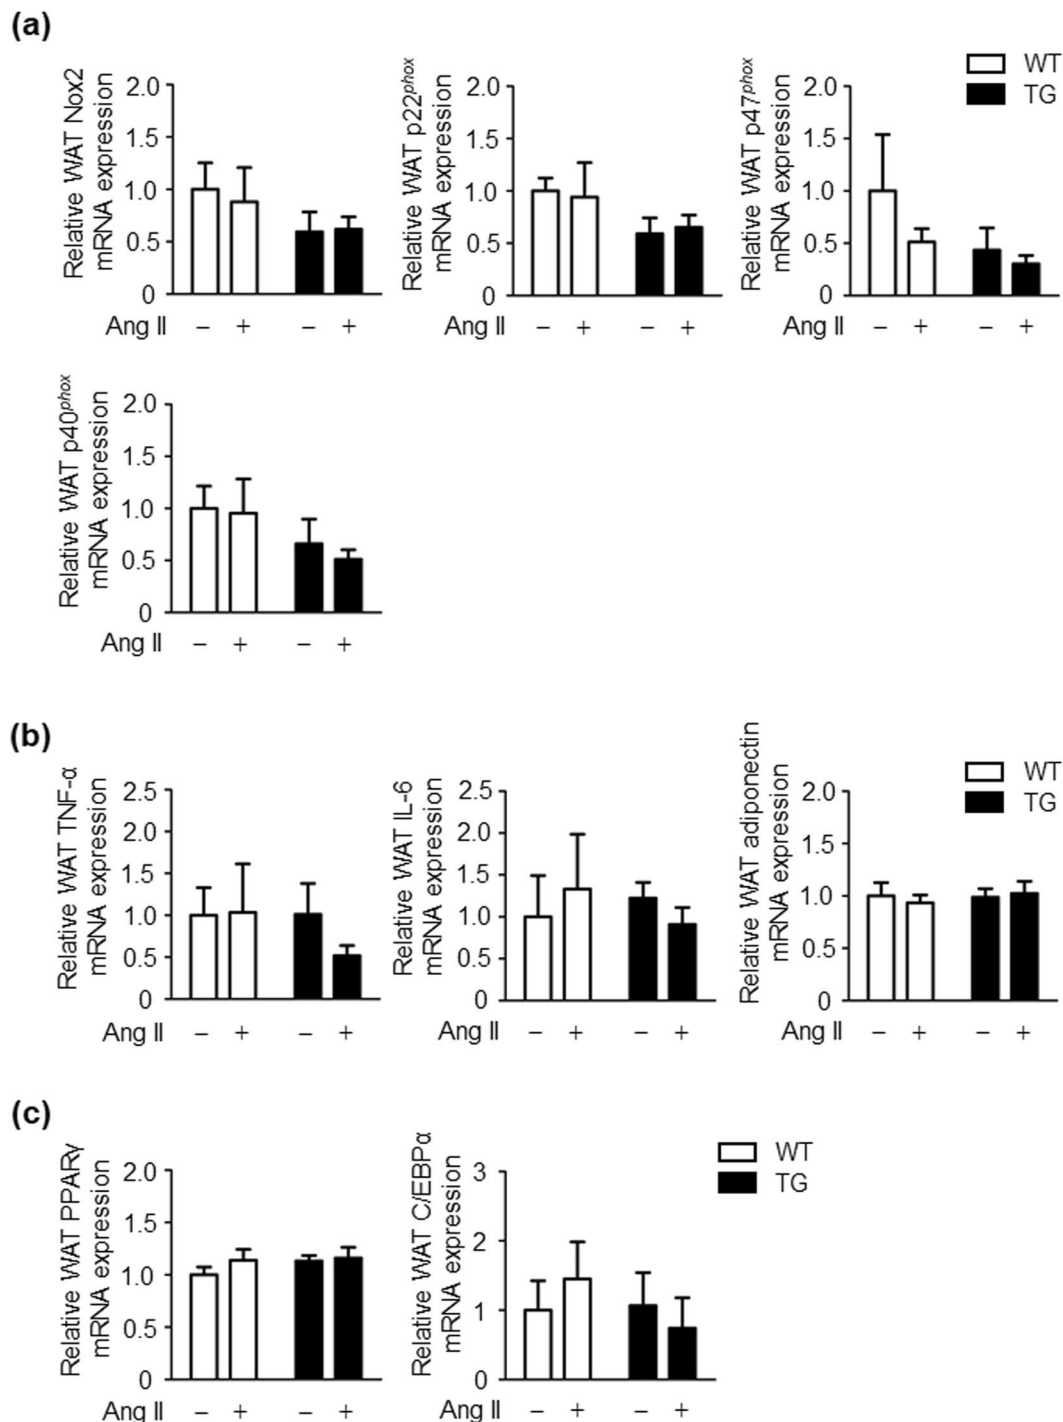 (a)
Relative WAT Nox2
mRNA expression
2.0
1.5
1.0
0.5
0
Ang II – + – +
Relative WAT p22phox
mRNA expression
2.0
1.5
1.0
0.5
0
Ang II – + – +
Relative WAT p47phox
mRNA expression
2.0
1.5
1.0
0.5
0
Ang II – + – +
WT
TG
Relative WAT p40phox
mRNA expression
2.0
1.5
1.0
0.5
0
Ang II – + – +
(b)
Relative WAT TNF-α
mRNA expression
2.5
2.0
1.5
1.0
0.5
0
Ang II – + – +
Relative WAT IL-6
mRNA expression
2.5
2.0
1.5
1.0
0.5
0
Ang II – + – +
Relative WAT adiponectin
mRNA expression
2.0
1.5
1.0
0.5
0
Ang II – + – +
WT
TG
(c)
Relative WAT PPARγ
mRNA expression
2.0
1.5
1.0
0.5
0
Ang II – + – +
Relative WAT C/EBPα
mRNA expression
3
2
1
0
Ang II – + – +
WT
TG